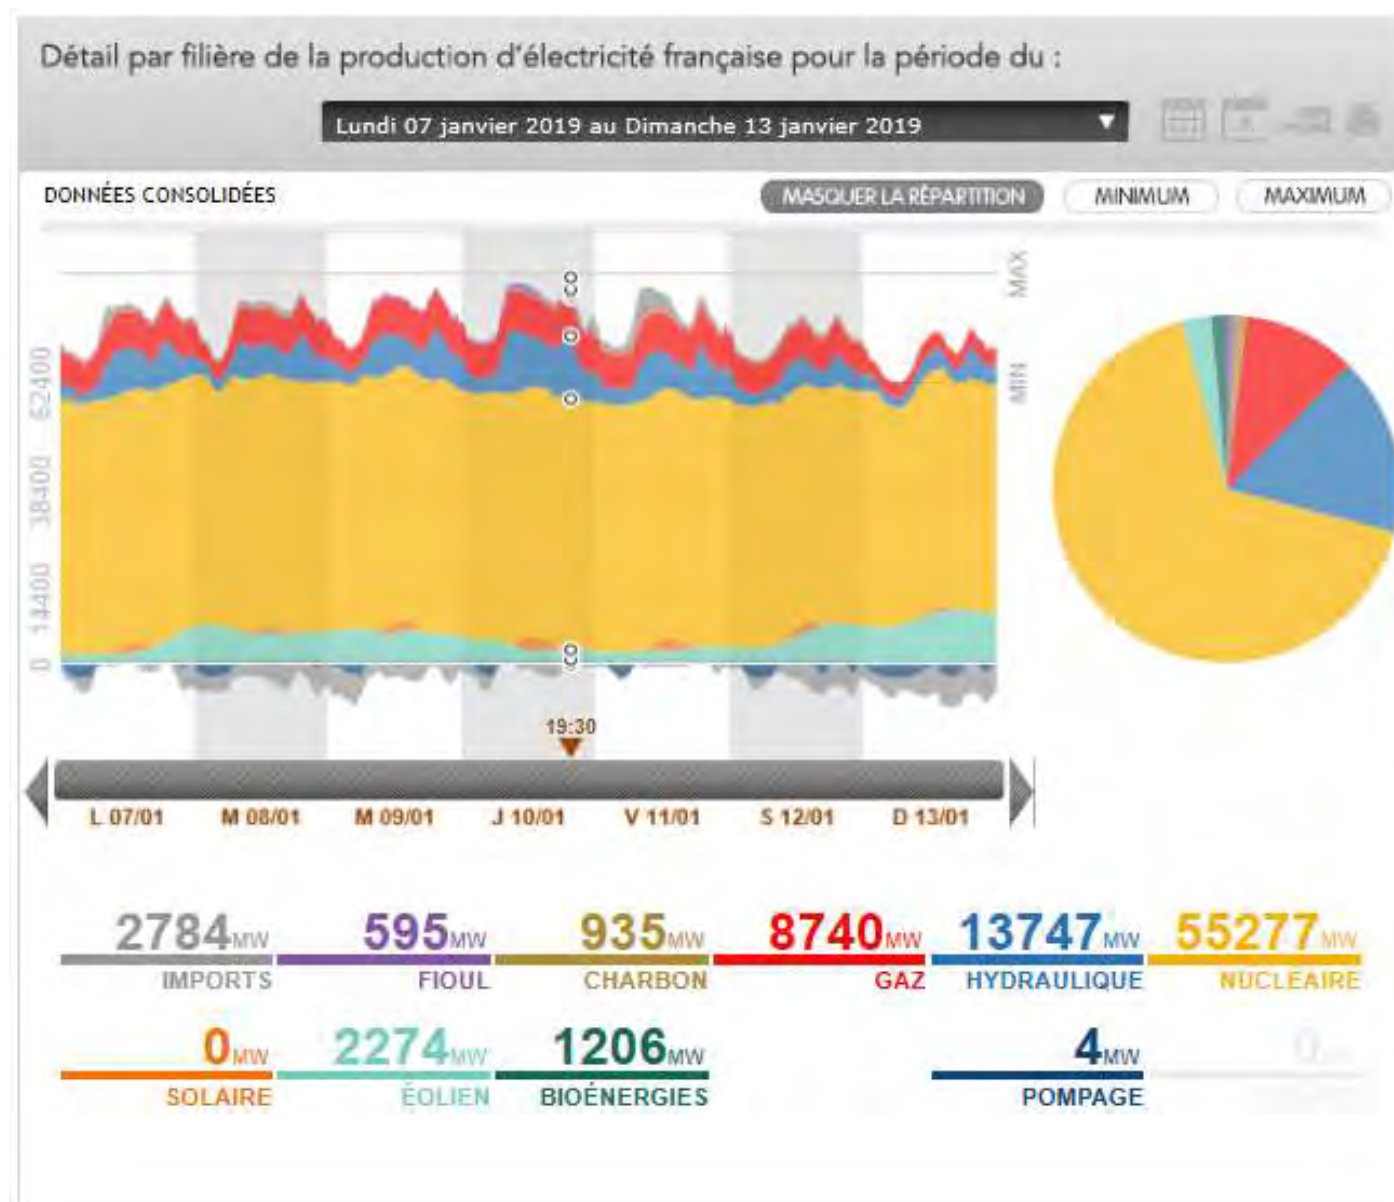 Détail par filière de la production d'électricité française pour la période du :
Lundi 07 janvier 2019 au Dimanche 13 janvier 2019
DONNÉES CONSOLIDÉES
MASQUER LA RÉPARTITION
MINIMUM
MAXIMUM
MAX
MIN
62400
38400
14400
0
19:30
L 07/01
M 08/01
M 09/01
J 10/01
V 11/01
S 12/01
D 13/01
2784MW
IMPORTS
595MW
FIOUL
935MW
CHARBON
8740MW
GAZ
13747MW
HYDRAULIQUE
55277MW
NUCLEAIRE
0MW
SOLAIRE
2274MW
ÉOLIEN
1206MW
BIOÉNERGIES
4MW
POMPAGE
0